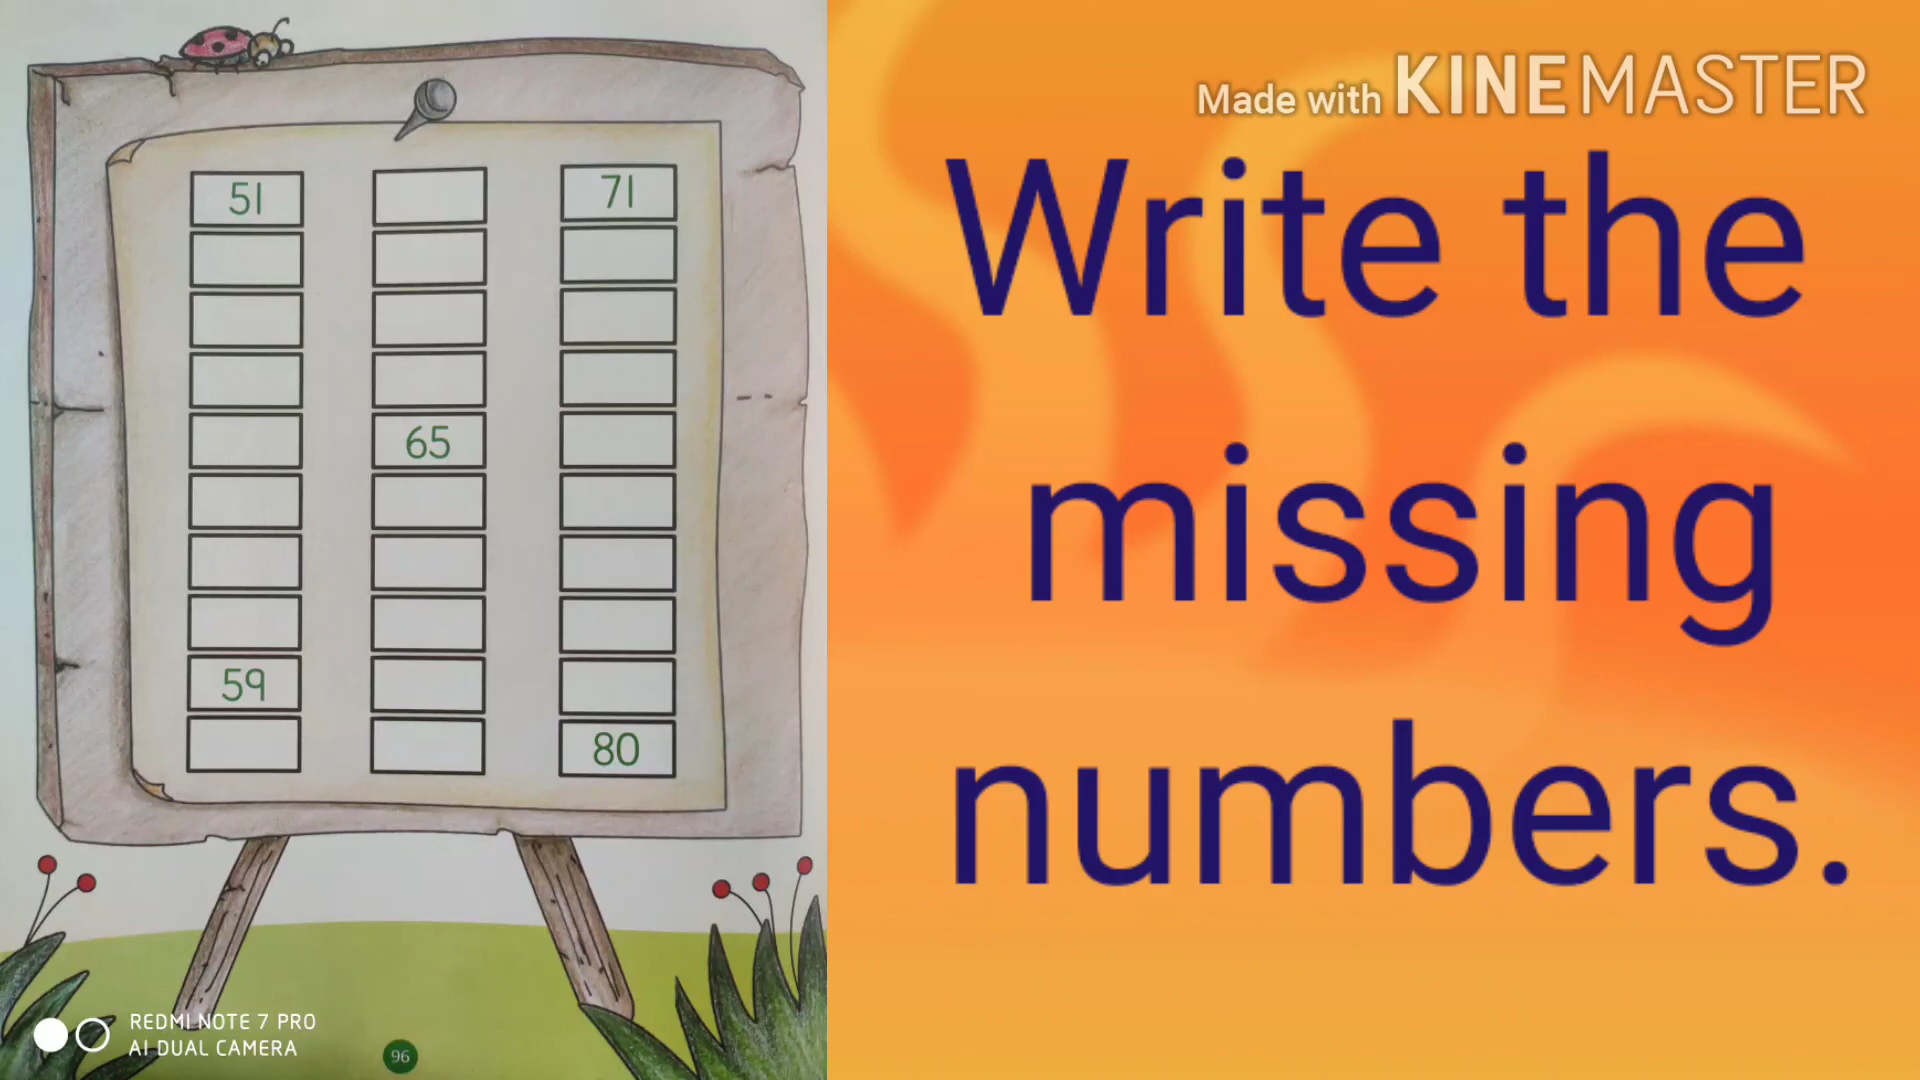 51
71
65
59
80
96
REDMI NOTE 7 PRO
AI DUAL CAMERA
Made with KINEMASTER
Write the
missing
numbers.